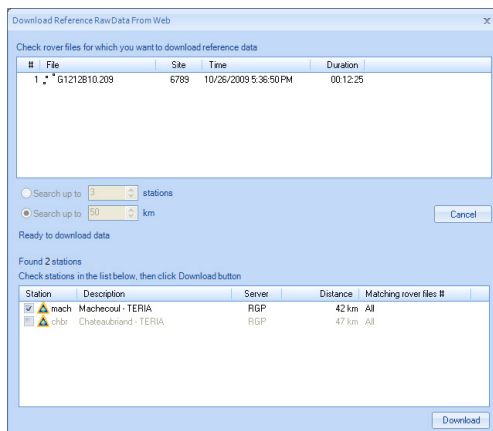 Download Reference RawData From Web x
Check rover files for which you want to download reference data
# File Site Time Duration
1 G1212B10.209 6789 10/26/2009 5:36:50 PM 00:12:25
Search up to 3 stations
Search up to 50 km
Cancel
Ready to download data
Found 2 stations
Check stations in the list below, then click Download button
Station Description Server Distance Matching rover files #
mach Machecoul - TERIA RGP 42 km All
chbr Chateaubriand - TERIA RGP 47 km All
Download